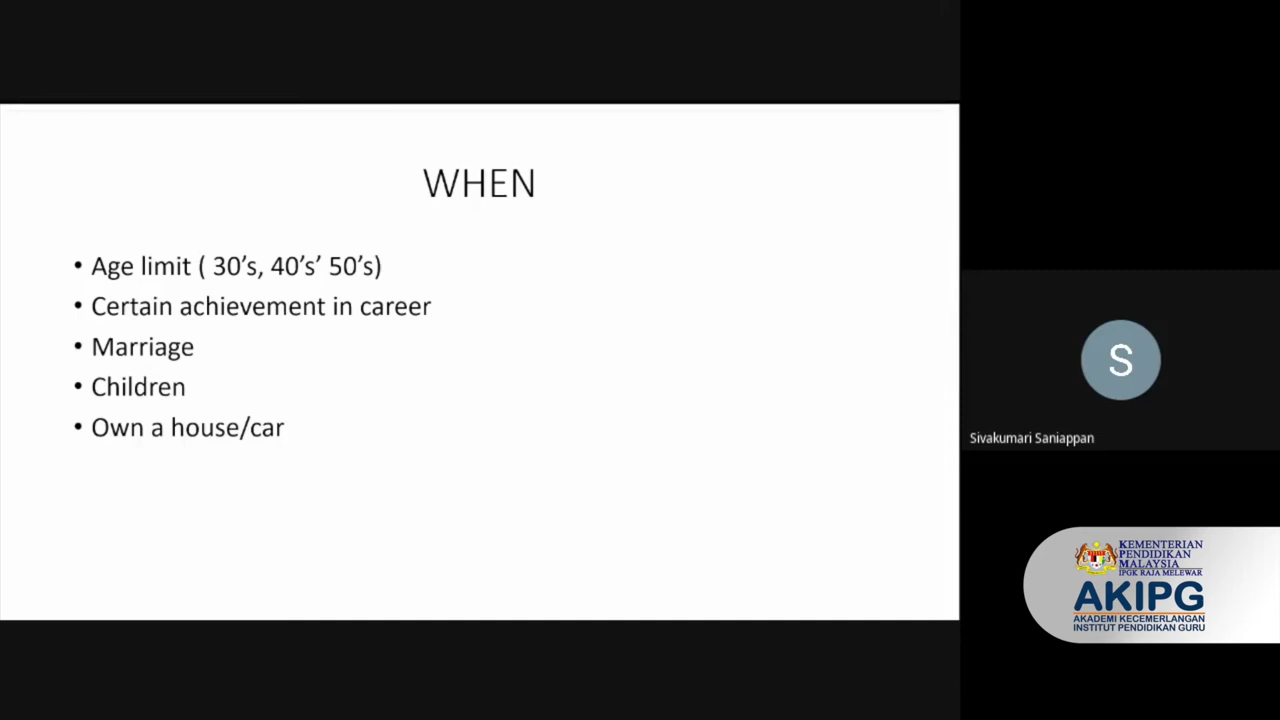 WHEN
• Age limit ( 30’s, 40’s’ 50’s)
• Certain achievement in career
• Marriage
• Children
• Own a house/car
S
Sivakumari Saniappan
KEMENTERIAN
PENDIDIKAN
MALAYSIA
IPGK RAJA MELEWAR
AKIPG
AKADEMI KECEMERLANGAN
INSTITUT PENDIDIKAN GURU